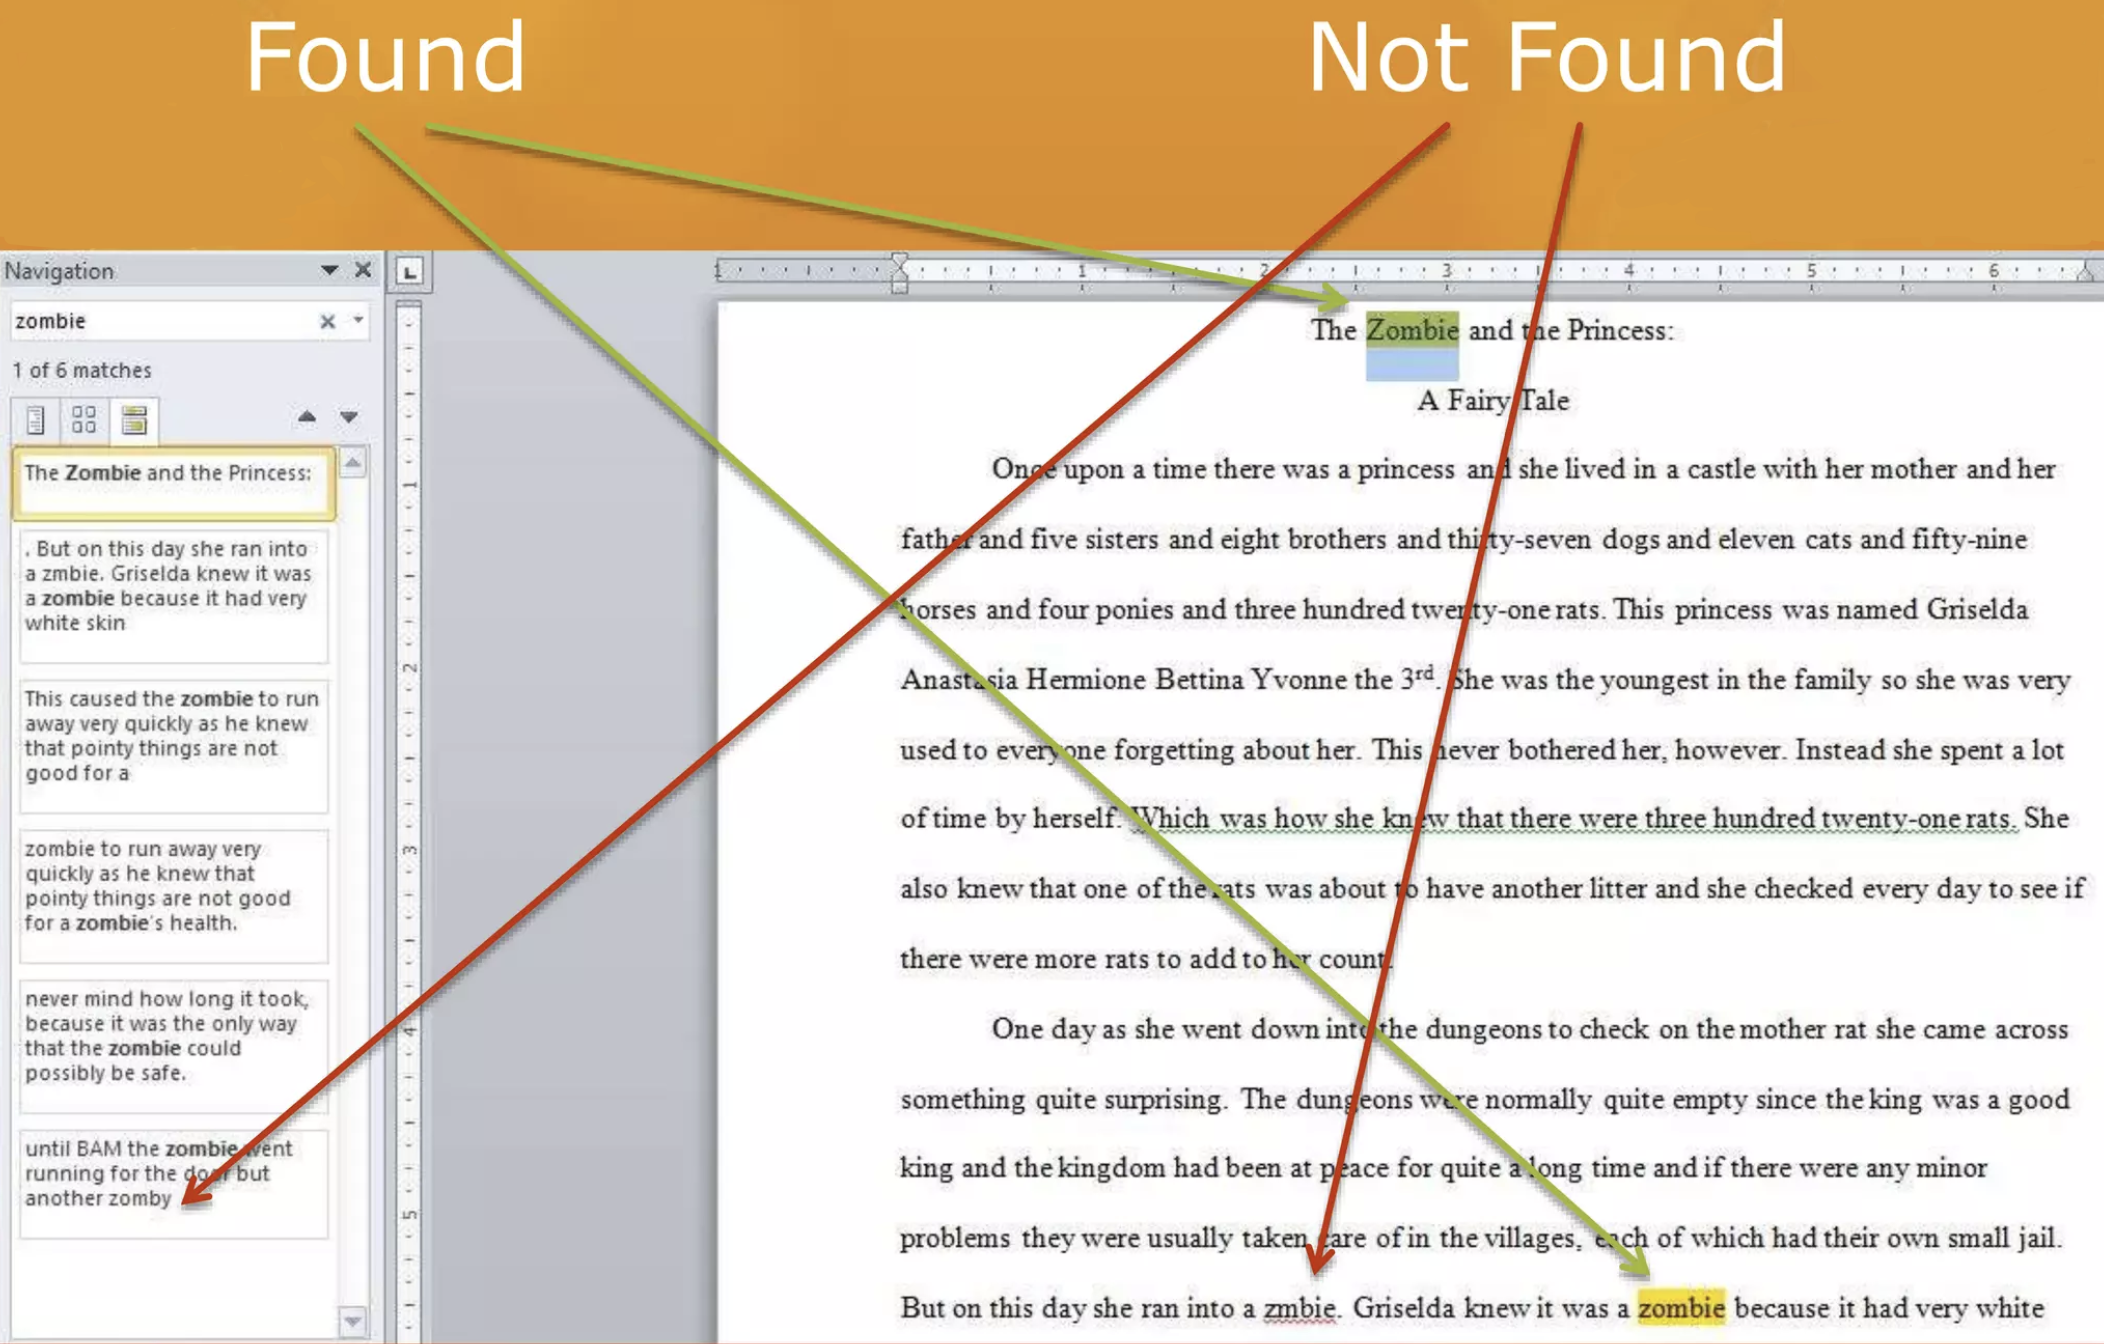 Found
Not Found
Navigation
zombie
1 of 6 matches
The Zombie and the Princess:
. But on this day she ran into
a zmbie. Griselda knew it was
a zombie because it had very
white skin
This caused the zombie to run
away very quickly as he knew
that pointy things are not
good for a
zombie to run away very
quickly as he knew that
pointy things are not good
for a zombie's health.
never mind how long it took,
because it was the only way
that the zombie could
possibly be safe.
until BAM the zombie went
running for the door but
another zomby
L
1 1 2 3 4 5 6
1
2
3
4
5
The Zombie and the Princess:
A Fairy Tale
Once upon a time there was a princess and she lived in a castle with her mother and her
father and five sisters and eight brothers and thirty-seven dogs and eleven cats and fifty-nine
horses and four ponies and three hundred twenty-one rats. This princess was named Griselda
Anastasia Hermione Bettina Yvonne the 3rd. She was the youngest in the family so she was very
used to everyone forgetting about her. This never bothered her, however. Instead she spent a lot
of time by herself. Which was how she knew that there were three hundred twenty-one rats. She
also knew that one of the rats was about to have another litter and she checked every day to see if
there were more rats to add to her count.
One day as she went down into the dungeons to check on the mother rat she came across
something quite surprising. The dungeons were normally quite empty since the king was a good
king and the kingdom had been at peace for quite a long time and if there were any minor
problems they were usually taken care of in the villages, each of which had their own small jail.
But on this day she ran into a zmbie. Griselda knew it was a zombie because it had very white